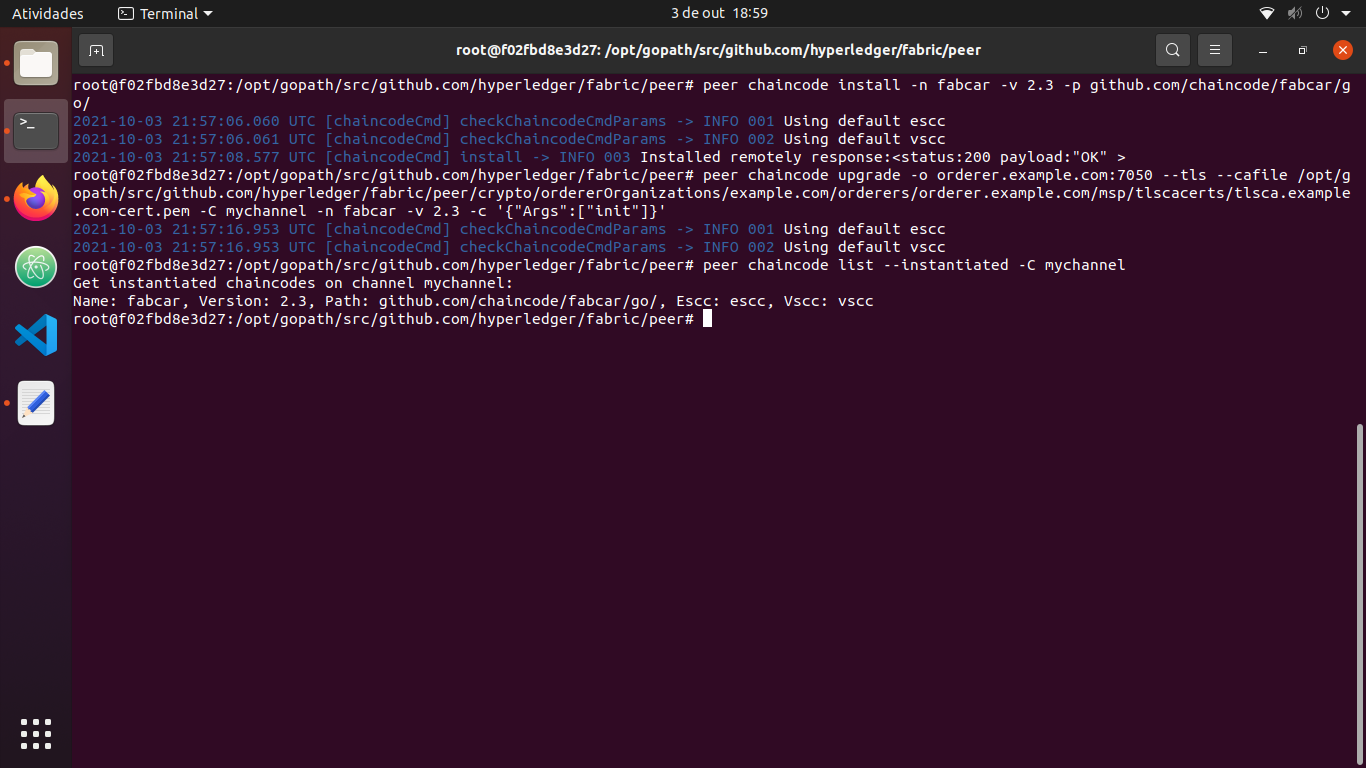 Atividades
Terminal
3 de out 18:59
root@f02fbd8e3d27: /opt/gopath/src/github.com/hyperledger/fabric/peer
root@f02fbd8e3d27:/opt/gopath/src/github.com/hyperledger/fabric/peer# peer chaincode install -n fabcar -v 2.3 -p github.com/chaincode/fabcar/g
o/
2021-10-03 21:57:06.060 UTC [chaincodeCmd] checkChaincodeCmdParams -> INFO 001 Using default escc
2021-10-03 21:57:06.061 UTC [chaincodeCmd] checkChaincodeCmdParams -> INFO 002 Using default vscc
2021-10-03 21:57:08.577 UTC [chaincodeCmd] install -> INFO 003 Installed remotely response:<status:200 payload:"OK" >
root@f02fbd8e3d27:/opt/gopath/src/github.com/hyperledger/fabric/peer# peer chaincode upgrade -o orderer.example.com:7050 --tls --cafile /opt/g
opath/src/github.com/hyperledger/fabric/peer/crypto/ordererOrganizations/example.com/orderers/orderer.example.com/msp/tlscacerts/tlsca.example
.com-cert.pem -C mychannel -n fabcar -v 2.3 -c '{"Args":["init"]}'
2021-10-03 21:57:16.953 UTC [chaincodeCmd] checkChaincodeCmdParams -> INFO 001 Using default escc
2021-10-03 21:57:16.953 UTC [chaincodeCmd] checkChaincodeCmdParams -> INFO 002 Using default vscc
root@f02fbd8e3d27:/opt/gopath/src/github.com/hyperledger/fabric/peer# peer chaincode list --instantiated -C mychannel
Get instantiated chaincodes on channel mychannel:
Name: fabcar, Version: 2.3, Path: github.com/chaincode/fabcar/go/, Escc: escc, Vscc: vscc
root@f02fbd8e3d27:/opt/gopath/src/github.com/hyperledger/fabric/peer#